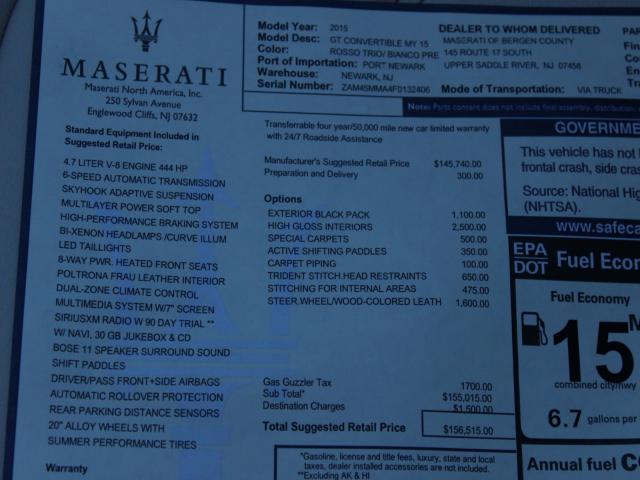 MASERATI
Maserati North America, Inc.
250 Sylvan Avenue
Englewood Cliffs, NJ 07632
Standard Equipment Included in
Suggested Retail Price:
4.7 LITER V-8 ENGINE 444 HP
6-SPEED AUTOMATIC TRANSMISSION
SKYHOOK ADAPTIVE SUSPENSION
MULTILAYER POWER SOFT TOP
HIGH-PERFORMANCE BRAKING SYSTEM
BI-XENON HEADLAMPS /CURVE ILLUM
LED TAILLIGHTS
8-WAY PWR. HEATED FRONT SEATS
POLTRONA FRAU LEATHER INTERIOR
DUAL-ZONE CLIMATE CONTROL
MULTIMEDIA SYSTEM W/7" SCREEN
SIRIUSXM RADIO W 90 DAY TRIAL **
W/ NAVI, 30 GB JUKEBOX & CD
BOSE 11 SPEAKER SURROUND SOUND
SHIFT PADDLES
DRIVER/PASS FRONT+SIDE AIRBAGS
AUTOMATIC ROLLOVER PROTECTION
REAR PARKING DISTANCE SENSORS
20" ALLOY WHEELS WITH
SUMMER PERFORMANCE TIRES
Warranty
Model Year: 2015
Model Desc: GT CONVERTIBLE MY 15
Color: ROSSO TRIO/ BIANCO PRE
Port of Importation: PORT NEWARK
Warehouse: NEWARK, NJ
Serial Number: ZAM45MMA4F0132406
DEALER TO WHOM DELIVERED
MASERATI OF BERGEN COUNTY
145 ROUTE 17 SOUTH
UPPER SADDLE RIVER, NJ 07458
Mode of Transportation: VIA TRUCK
Note: Parts content does not include final assembly, distribution
Transferrable four year/50,000 mile new car limited warranty
with 24/7 Roadside Assistance
Manufacturer's Suggested Retail Price $145,740.00
Preparation and Delivery 300.00
Options
EXTERIOR BLACK PACK 1,100.00
HIGH GLOSS INTERIORS 2,500.00
SPECIAL CARPETS 500.00
ACTIVE SHIFTING PADDLES 350.00
CARPET PIPING 100.00
TRIDENT STITCH.HEAD RESTRAINTS 650.00
STITCHING FOR INTERNAL AREAS 475.00
STEER.WHEEL/WOOD-COLORED LEATH 1,600.00
Gas Guzzler Tax 1700.00
Sub Total* $155,015.00
Destination Charges $1,500.00
Total Suggested Retail Price $156,515.00
*Gasoline, license and title fees, luxury, state and local
taxes, dealer installed accessories are not included.
**Excluding AK & HI
PAR
Fin
Co
En
Tra
GOVERNME
This vehicle has not
frontal crash, side cras
Source: National Hig
(NHTSA).
www.safeca
EPA
DOT
Fuel Econ
Fuel Economy
15 M
combined city/hwy
6.7 gallons per
Annual fuel co